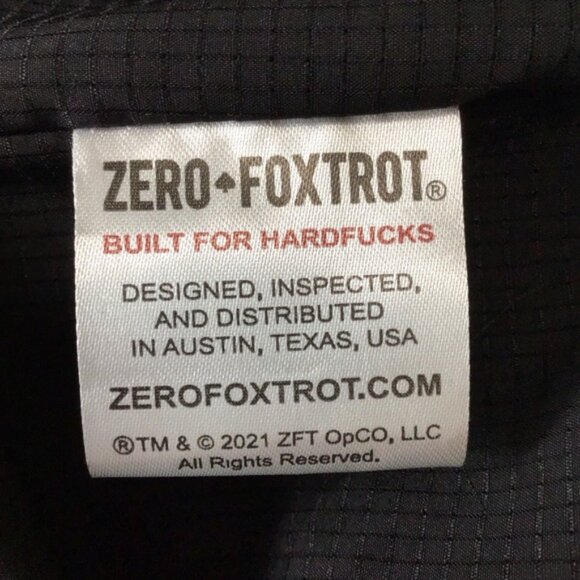 ZERO♠FOXTROT®
BUILT FOR HARDFUCKS
DESIGNED, INSPECTED,
AND DISTRIBUTED
IN AUSTIN, TEXAS, USA
ZEROFOXTROT.COM
®TM & © 2021 ZFT OpCO, LLC
All Rights Reserved.